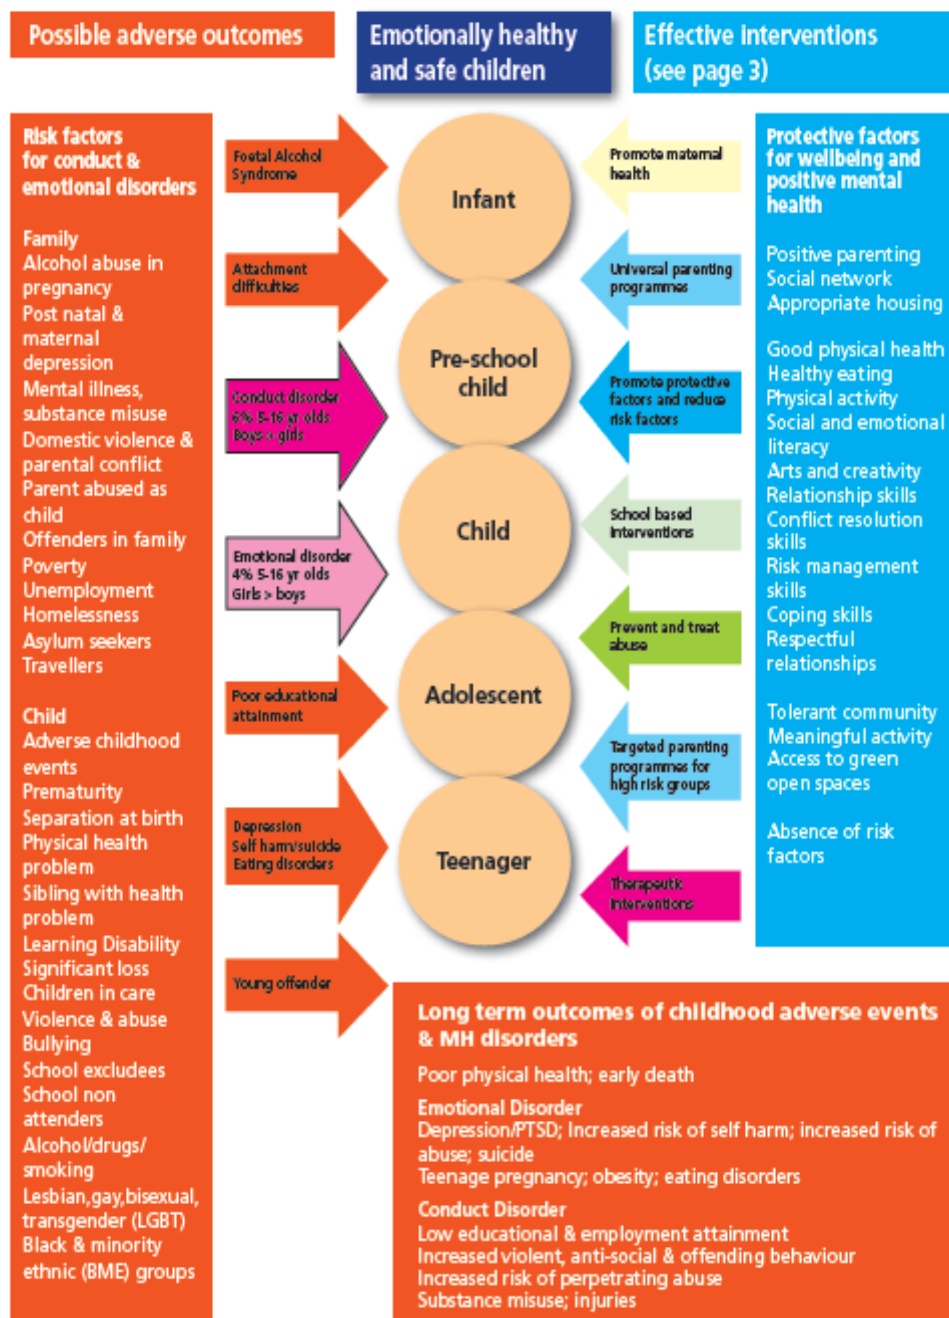 Possible adverse outcomes
Emotionally healthy
and safe children
Effective interventions
(see page 3)
Risk factors
for conduct &
emotional disorders
Family
Alcohol abuse in
pregnancy
Post natal &
maternal
depression
Mental illness,
substance misuse
Domestic violence &
parental conflict
Parent abused as
child
Offenders in family
Poverty
Unemployment
Homelessness
Asylum seekers
Travellers
Child
Adverse childhood
events
Prematurity
Separation at birth
Physical health
problem
Sibling with health
problem
Learning Disability
Significant loss
Children in care
Violence & abuse
Bullying
School excludees
School non
attenders
Alcohol/drugs/
smoking
Lesbian,gay,bisexual,
transgender (LGBT)
Black & minority
ethnic (BME) groups
Foetal Alcohol
Syndrome
Attachment
difficulties
Conduct disorder
6% 5-16 yr olds
Boys > girls
Emotional disorder
4% 5-16 yr olds
Girls > boys
Poor educational
attainment
Depression
Self harm/suicide
Eating disorders
Young offender
Infant
Pre-school
child
Child
Adolescent
Teenager
Promote maternal
health
Universal parenting
programmes
Promote protective
factors and reduce
risk factors
School based
interventions
Prevent and treat
abuse
Targeted parenting
programmes for
high risk groups
Therapeutic
interventions
Protective factors
for wellbeing and
positive mental
health
Positive parenting
Social network
Appropriate housing
Good physical health
Healthy eating
Physical activity
Social and emotional
literacy
Arts and creativity
Relationship skills
Conflict resolution
skills
Risk management
skills
Coping skills
Respectful
relationships
Tolerant community
Meaningful activity
Access to green
open spaces
Absence of risk
factors
Long term outcomes of childhood adverse events
& MH disorders
Poor physical health; early death
Emotional Disorder
Depression/PTSD; Increased risk of self harm; increased risk of
abuse; suicide
Teenage pregnancy; obesity; eating disorders
Conduct Disorder
Low educational & employment attainment
Increased violent, anti-social & offending behaviour
Increased risk of perpetrating abuse
Substance misuse; injuries